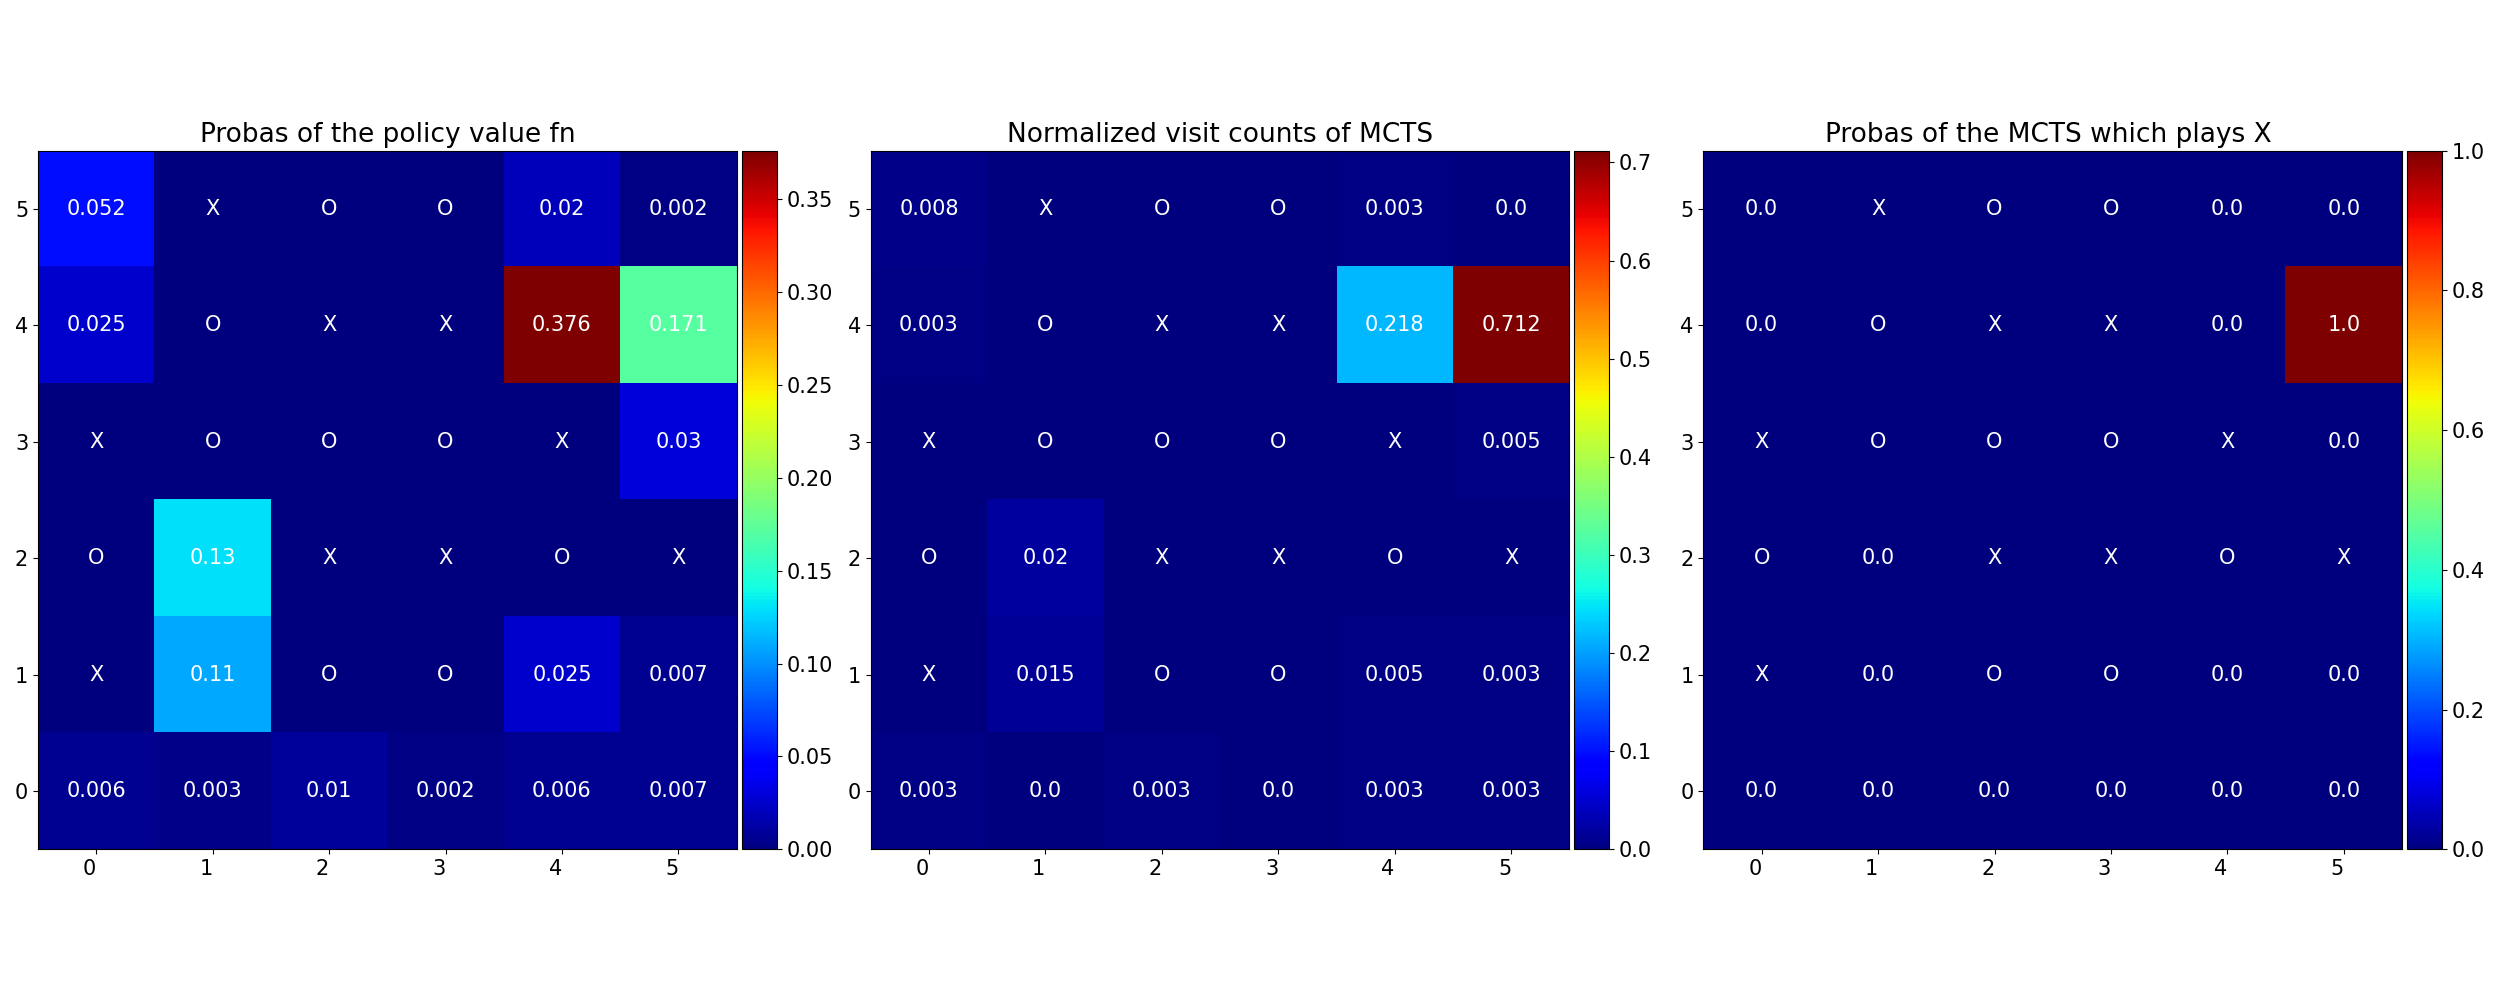 Probas of the policy value fn
5 0.052 X O O 0.02 0.002
4 0.025 O X X 0.376 0.171
3 X O O O X 0.03
2 O 0.13 X X O X
1 X 0.11 O O 0.025 0.007
0 0.006 0.003 0.01 0.002 0.006 0.007
0 1 2 3 4 5
0.35
0.30
0.25
0.20
0.15
0.10
0.05
0.00
Normalized visit counts of MCTS
5 0.008 X O O 0.003 0.0
4 0.003 O X X 0.218 0.712
3 X O O O X 0.005
2 O 0.02 X X O X
1 X 0.015 O O 0.005 0.003
0 0.003 0.0 0.003 0.0 0.003 0.003
0 1 2 3 4 5
0.7
0.6
0.5
0.4
0.3
0.2
0.1
0.0
Probas of the MCTS which plays X
5 0.0 X O O 0.0 0.0
4 0.0 O X X 0.0 1.0
3 X O O O X 0.0
2 O 0.0 X X O X
1 X 0.0 O O 0.0 0.0
0 0.0 0.0 0.0 0.0 0.0 0.0
0 1 2 3 4 5
1.0
0.8
0.6
0.4
0.2
0.0